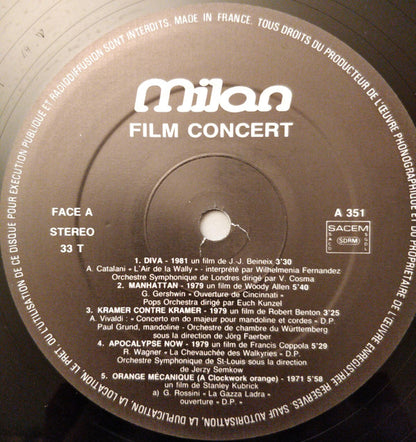 MADE IN FRANCE. TOUS DROITS DU PRODUCTEUR DE L'ŒUVRE PHONOGRAPHIQUE ET DU PROPRIETAIRE DE L'ŒUVRE ENREGISTREE RESERVES. SAUF AUTORISATION, LA DUPLICATION, LA LOCATION, LE PRET, OU L'UTILISATION DE CE DISQUE POUR EXECUTION PUBLIQUE ET RADIODIFFUSION SONT INTERDITS.
milan
FILM CONCERT
FACE A
STEREO
33 T
A 351
SACEM
SACD
SDRM
SGDL
1. DIVA - 1981 un film de J.-J. Beineix 3'30
A. Catalani « L'Air de la Wally » - interprété par Wilhelmenia Fernandez
Orchestre Symphonique de Londres dirigé par V. Cosma
2. MANHATTAN - 1979 un film de Woody Allen 5'40
G. Gershwin « Ouverture de Cincinnati »
Pops Orchestra dirigé par Euch Kunzel
3. KRAMER CONTRE KRAMER - 1979 un film de Robert Benton 3'25
A. Vivaldi : « Concerto en do majeur pour mandoline et cordes » - D.P.
Paul Grund, mandoline - Orchestre de chambre du Württemberg
sous la direction de Jörg Faerber
4. APOCALYPSE NOW - 1979 un film de Francis Coppola 5'29
R. Wagner « La Chevauchée des Walkyries » - D.P.
Orchestre Symphonique de St-Louis sous la direction
de Jerzy Semkow
5. ORANGE MÉCANIQUE (A Clockwork orange) - 1971 5'58
un film de Stanley Kubrick
a) G. Rossini « La Gazza Ladra »
ouverture » - D.P.